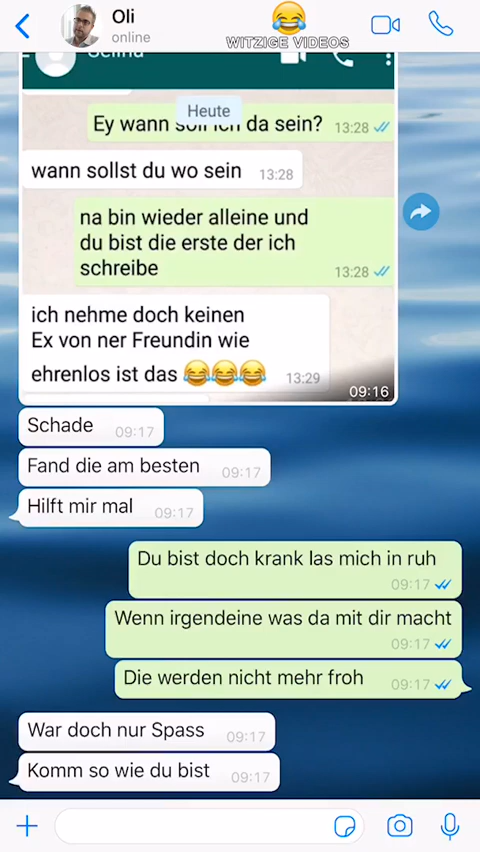 Oli
online
WITZIGE VIDEOS
Selina
Heute
Ey wann soll ich da sein?
13:28
wann sollst du wo sein
13:28
na bin wieder alleine und
du bist die erste der ich
schreibe
13:28
ich nehme doch keinen
Ex von ner Freundin wie
ehrenlos ist das 😂😂😂
13:29
09:16
Schade
09:17
Fand die am besten
09:17
Hilft mir mal
09:17
Du bist doch krank las mich in ruh
09:17
Wenn irgendeine was da mit dir macht
09:17
Die werden nicht mehr froh
09:17
War doch nur Spass
09:17
Komm so wie du bist
09:17